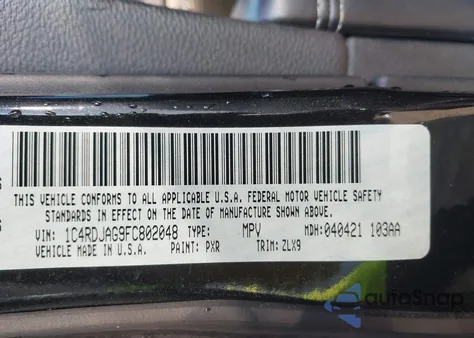 THIS VEHICLE CONFORMS TO ALL APPLICABLE U.S.A. FEDERAL MOTOR VEHICLE SAFETY
STANDARDS IN EFFECT ON THE DATE OF MANUFACTURE SHOWN ABOVE.
VIN: 1C4RDJAG9FC802048 TYPE: MPV MDH: 040421 103AA
VEHICLE MADE IN U.S.A. PAINT: PXR TRIM: ZLX9
autoSnap